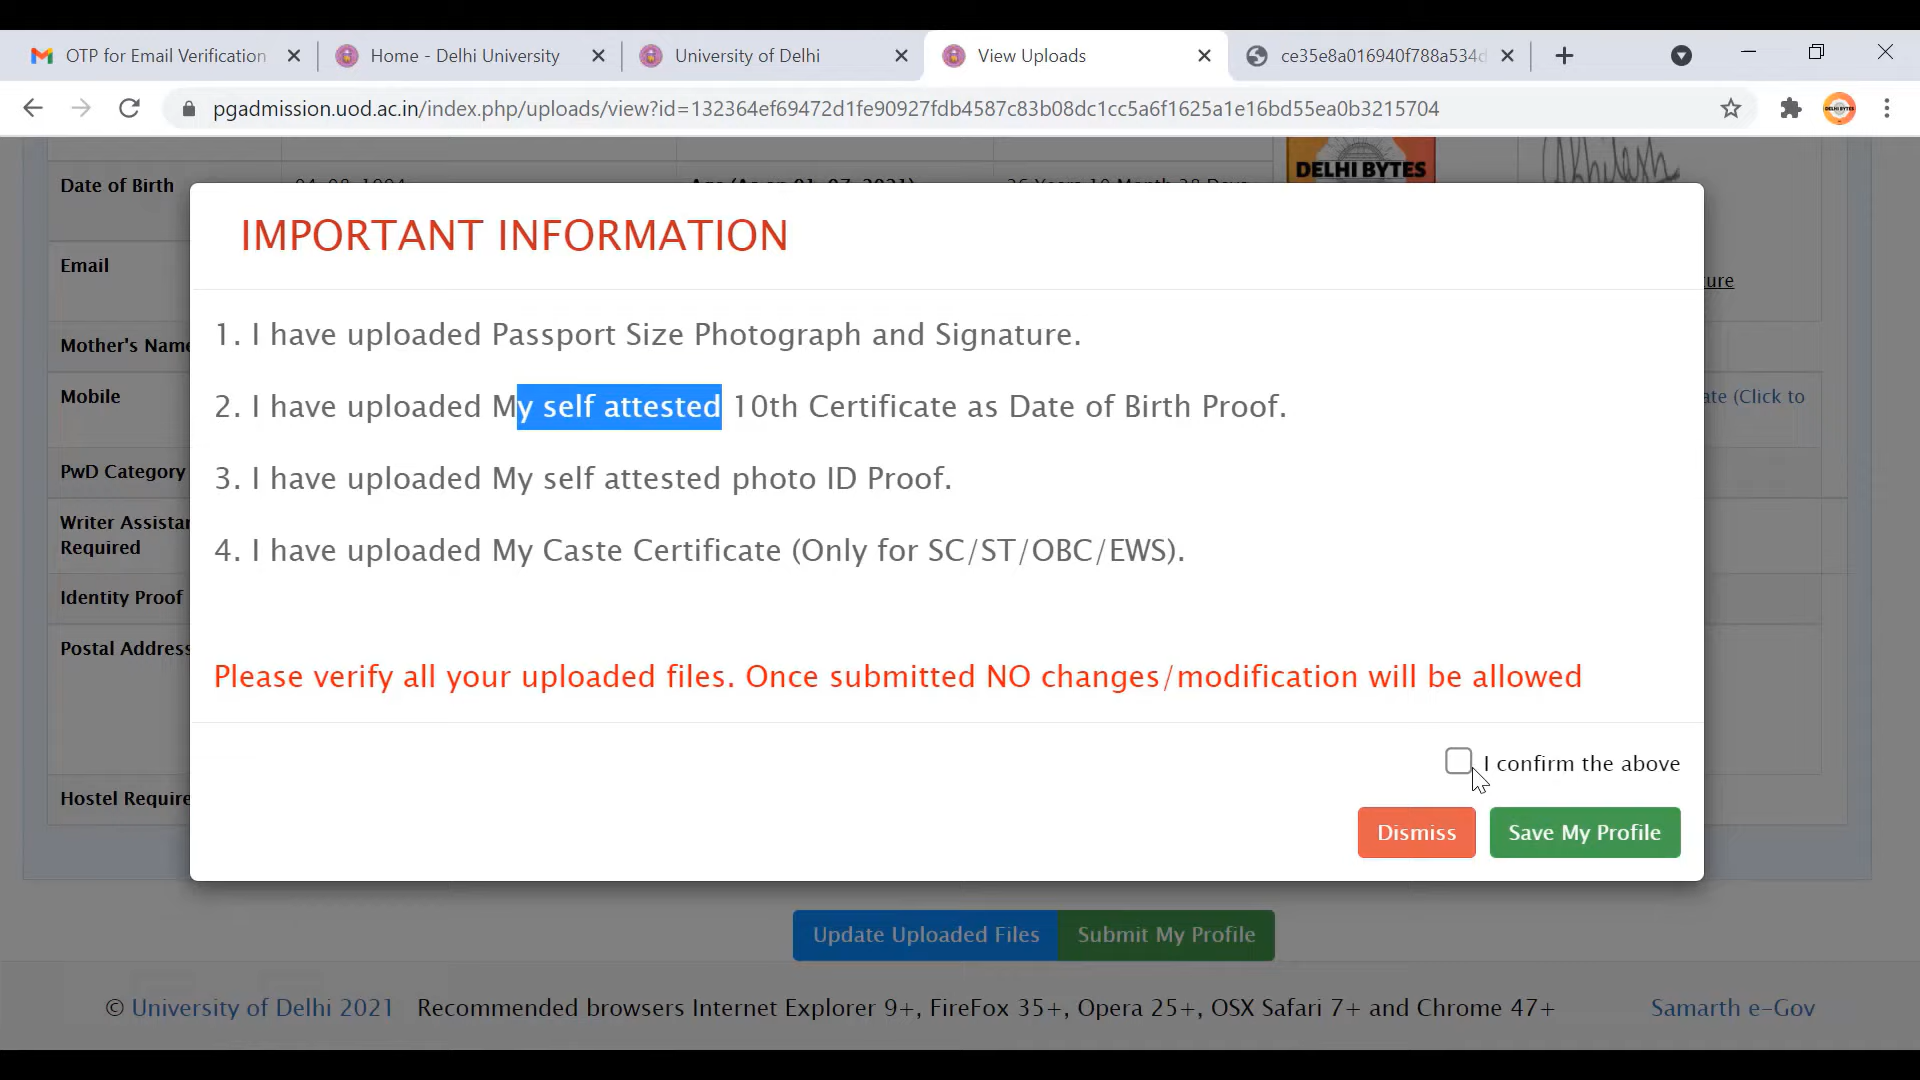 OTP for Email Verification
Home - Delhi University
University of Delhi
View Uploads
ce35e8a016940f788a534d
pgadmission.uod.ac.in/index.php/uploads/view?id=132364ef69472d1fe90927fdb4587c83b08dc1cc5a6f1625a1e16bd55ea0b3215704
DELHI BYTES
Date of Birth
Akhilesh
IMPORTANT INFORMATION
Email
ture
1. I have uploaded Passport Size Photograph and Signature.
Mother's Name
Mobile
ate (Click to
2. I have uploaded My self attested 10th Certificate as Date of Birth Proof.
PwD Category
3. I have uploaded My self attested photo ID Proof.
Writer Assistan
Required
4. I have uploaded My Caste Certificate (Only for SC/ST/OBC/EWS).
Identity Proof
Postal Address
Please verify all your uploaded files. Once submitted NO changes/modification will be allowed
I confirm the above
Hostel Require
Dismiss
Save My Profile
Update Uploaded Files
Submit My Profile
© University of Delhi 2021
Recommended browsers Internet Explorer 9+, FireFox 35+, Opera 25+, OSX Safari 7+ and Chrome 47+
Samarth e-Gov